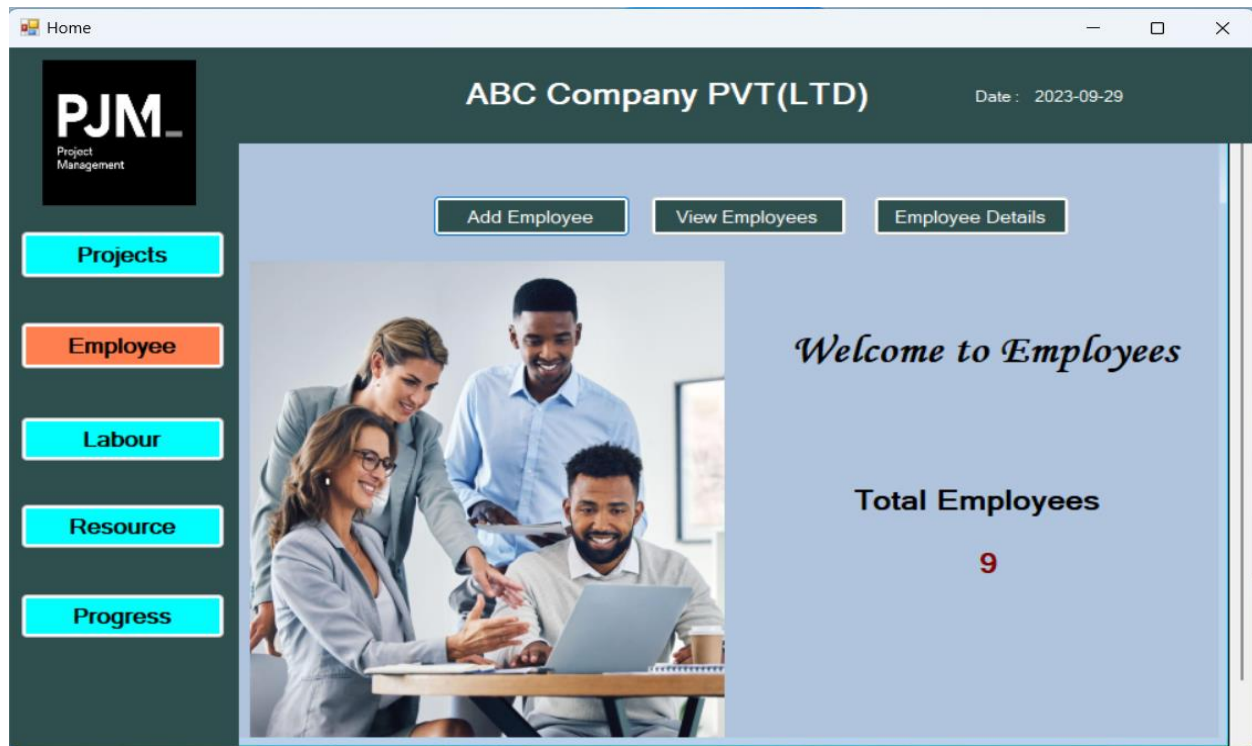 Home
PJM_
Project
Management
ABC Company PVT(LTD)
Date : 2023-09-29
Add Employee
View Employees
Employee Details
Projects
Employee
Labour
Resource
Progress
Welcome to Employees
Total Employees
9